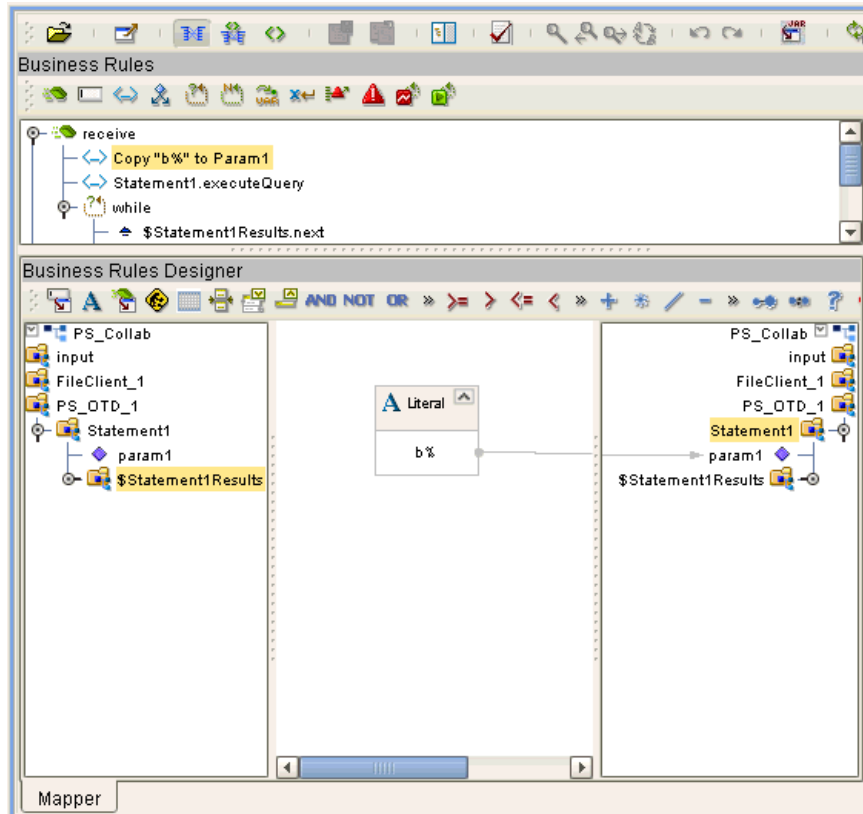 Business Rules
receive
Copy "b%" to Param1
Statement1.executeQuery
while
$Statement1Results.next
Business Rules Designer
A AND NOT OR » >= > <= < » + / - » ?
PS_Collab
input
FileClient_1
PS_OTD_1
Statement1
param1
$Statement1Results
A Literal
b%
PS_Collab
input
FileClient_1
PS_OTD_1
Statement1
param1
$Statement1Results
Mapper